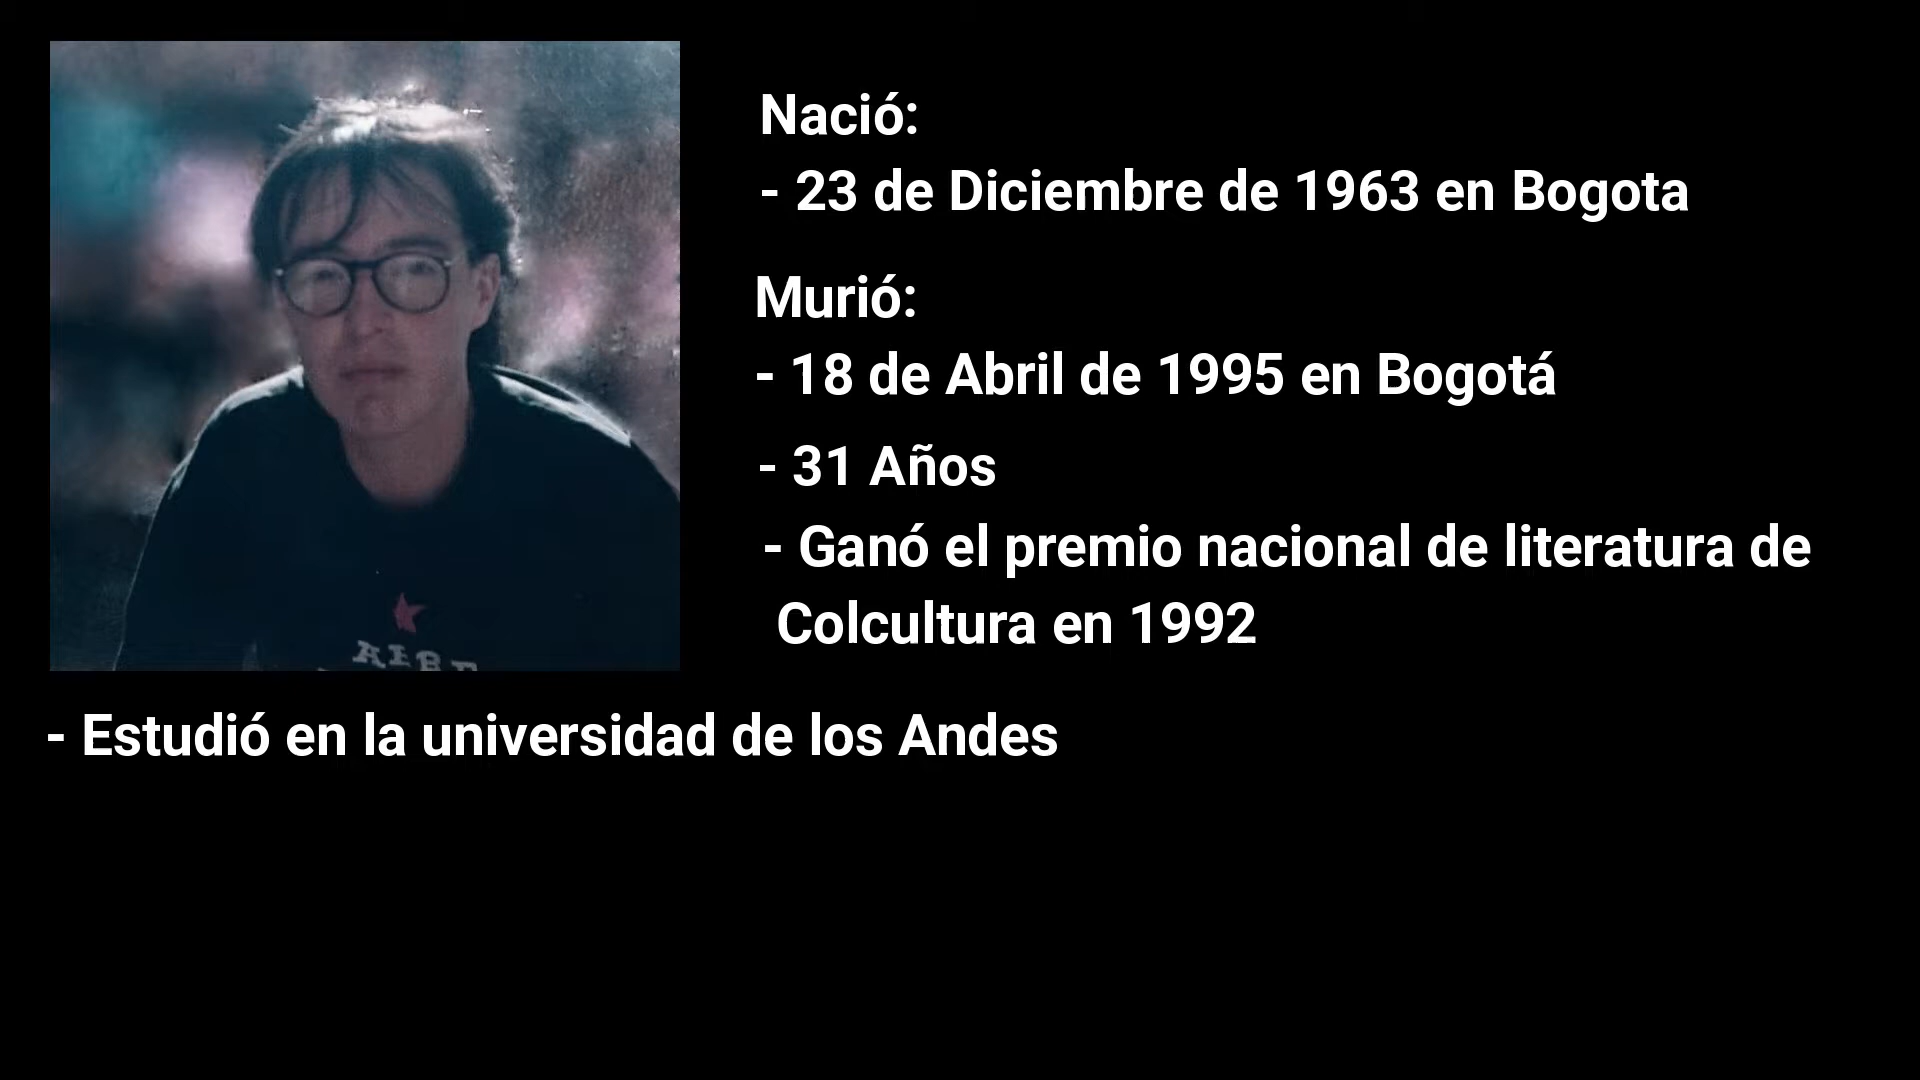 Nació:
- 23 de Diciembre de 1963 en Bogota
Murió:
- 18 de Abril de 1995 en Bogotá
- 31 Años
- Ganó el premio nacional de literatura de
Colcultura en 1992
- Estudió en la universidad de los Andes